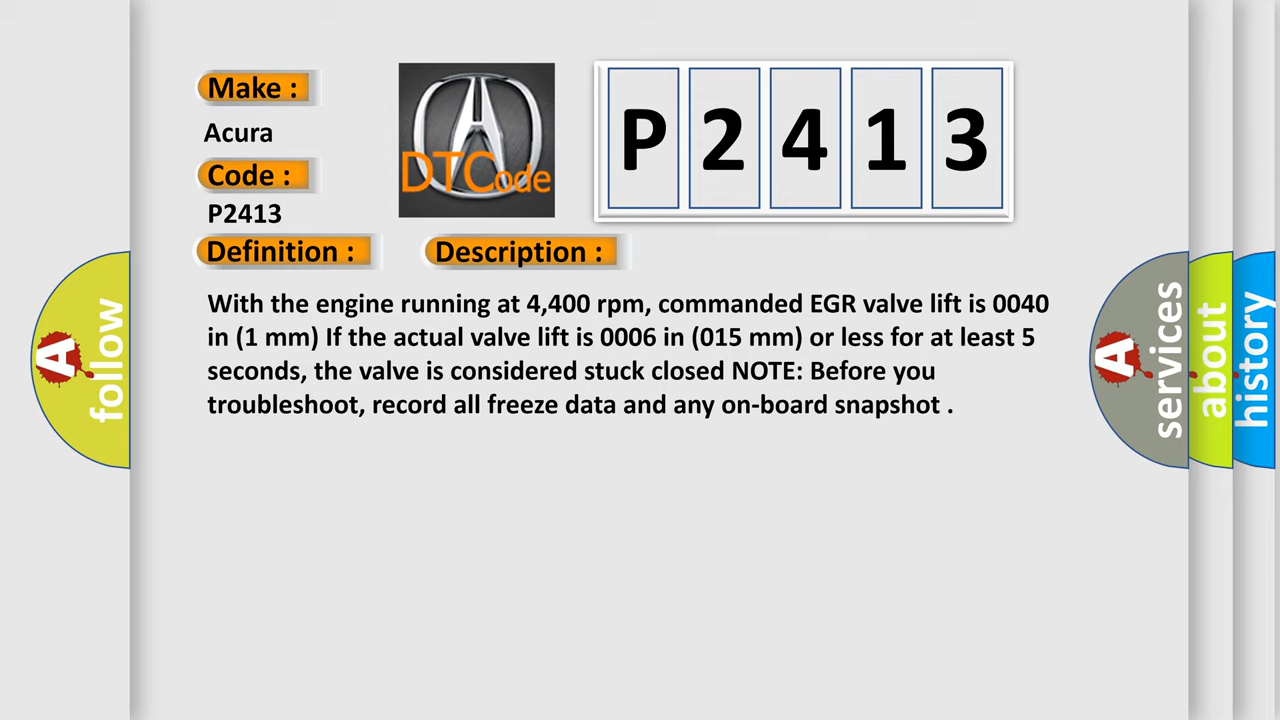 Make :
Acura
Code :
P2413
Definition :
Description :
DTCode
P 2 4 1 3
With the engine running at 4,400 rpm, commanded EGR valve lift is 0040
in (1 mm) If the actual valve lift is 0006 in (015 mm) or less for at least 5
seconds, the valve is considered stuck closed NOTE: Before you
troubleshoot, record all freeze data and any on-board snapshot .
A
follow
A
services
about
history